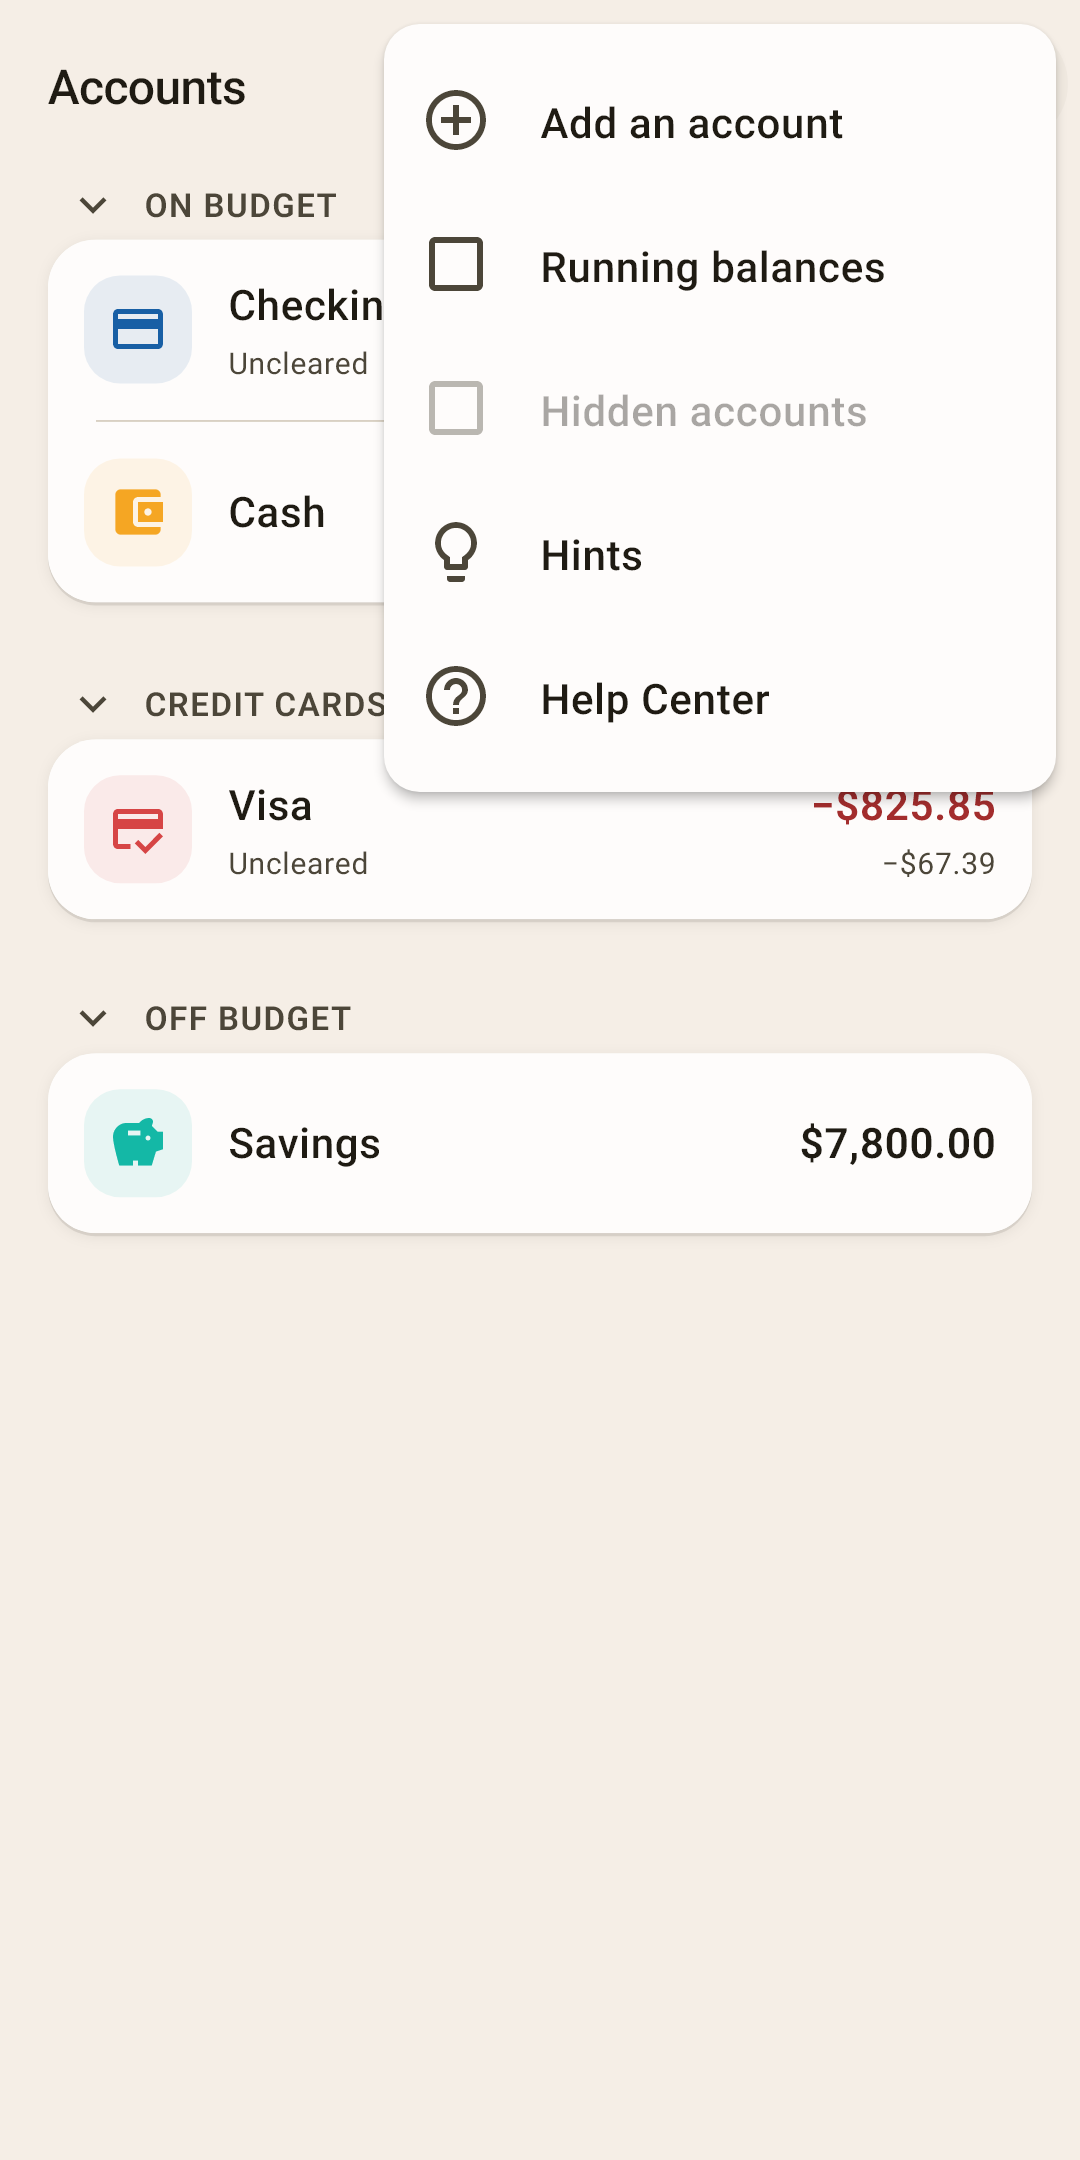 Accounts
Add an account
ON BUDGET
Running balances
Checkin
Uncleared
Hidden accounts
Cash
Hints
CREDIT CARDS
Help Center
Visa
−$825.85
Uncleared
−$67.39
OFF BUDGET
Savings
$7,800.00